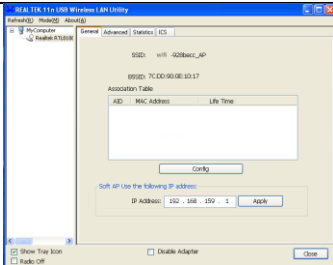 REALTEK 11n USB Wireless LAN Utility
Refresh(R) Mode(M) About(A)
MyComputer
Realtek RTL8188
General Advanced Statistics ICS
SSID: wifi -928becc_AP
BSSID: 7C:DD:90:0E:10:17
Association Table
AID MAC Address Life Time
Config
Soft AP Use the following IP address:
IP Address: 192 . 168 . 159 . 1 Apply
Show Tray Icon
Radio Off
Disable Adapter
Close